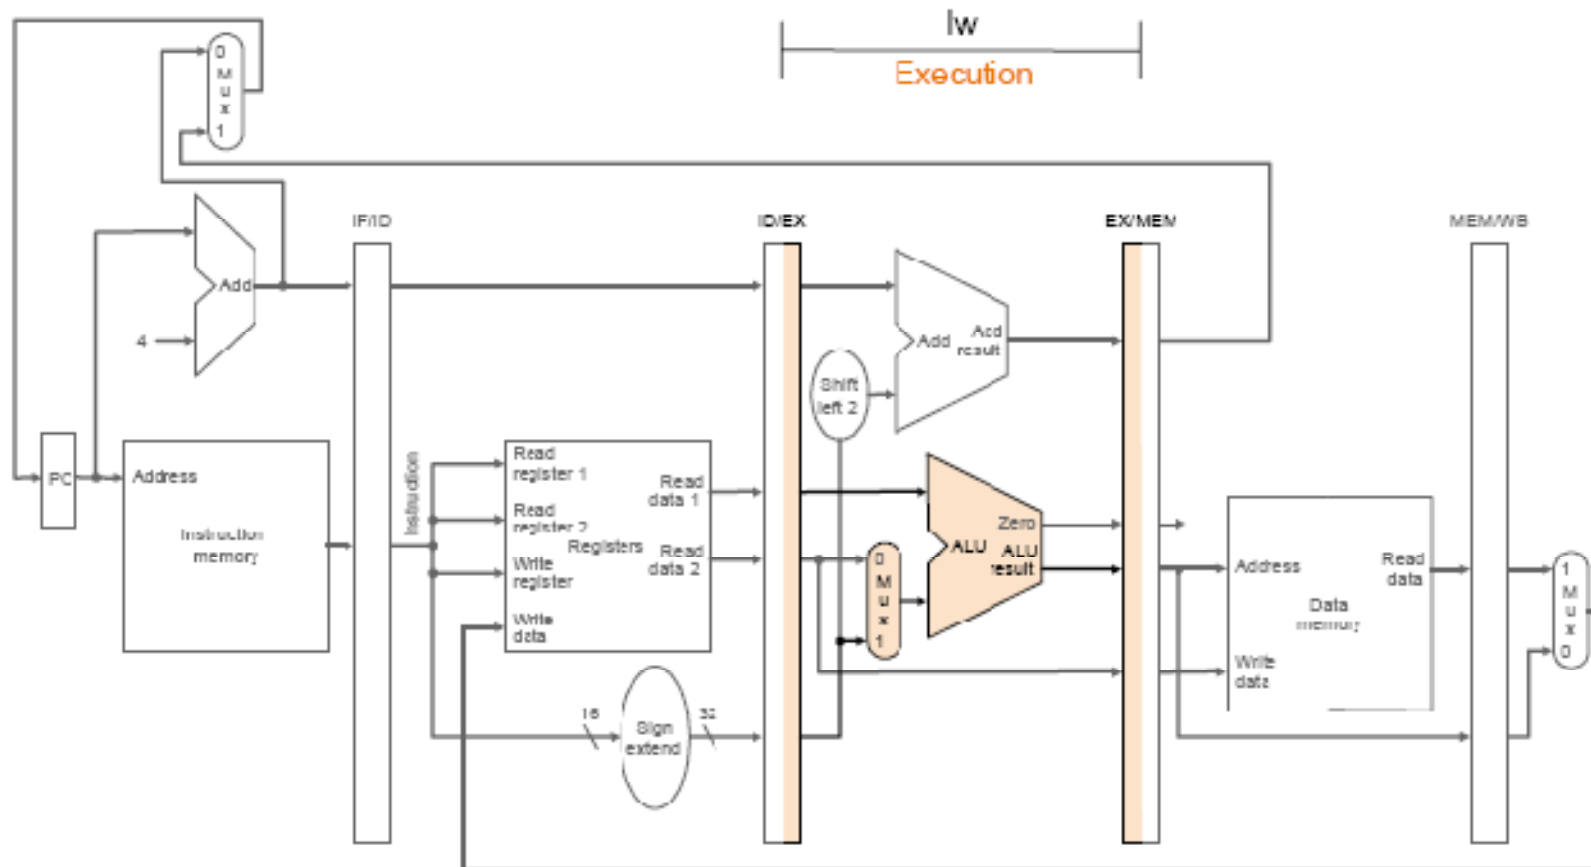 lw
Execution
0
M
u
x
1
IF/ID
ID/EX
EX/MEM
MEM/WB
Add
4
Add
Add
result
Shift
left 2
PC
Address
Instruction
memory
Instruction
Read
register 1
Read
register 2
Write
register
Write
data
Registers
Read
data 1
Read
data 2
16
Sign
extend
32
0
M
u
x
1
Zero
ALU
ALU
result
Address
Read
data
Data
memory
Write
data
1
M
u
x
0